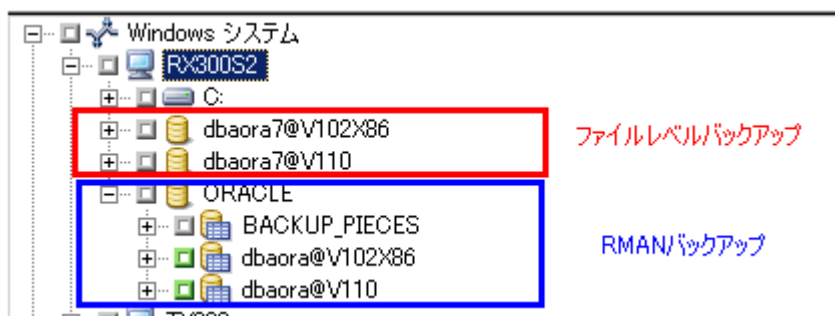 Windows システム
RX300S2
C:
dbaora7@V102X86
ファイルレベルバックアップ
dbaora7@V110
ORACLE
BACKUP_PIECES
RMANバックアップ
dbaora@V102X86
dbaora@V110